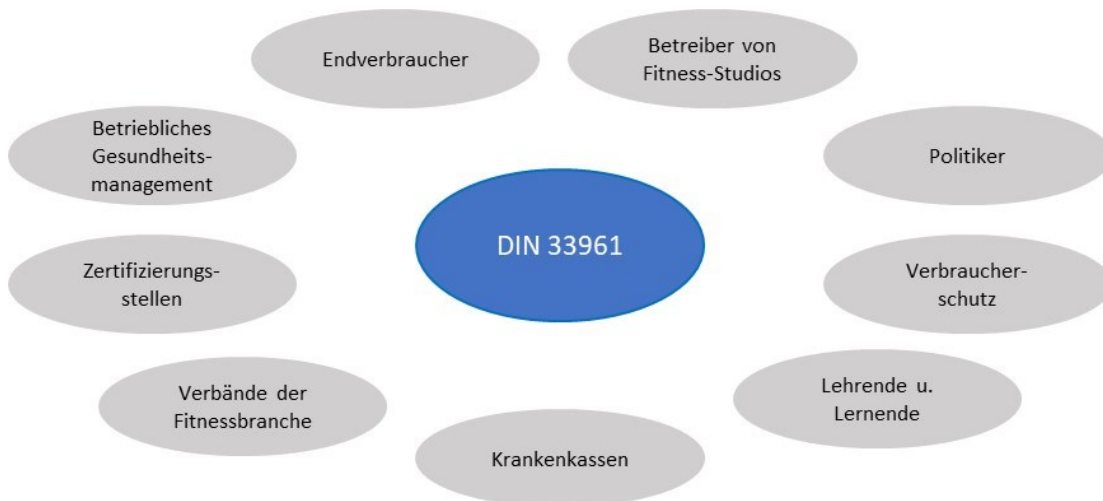 Endverbraucher
Betreiber von
Fitness-Studios
Betriebliches
Gesundheits-
management
Politiker
DIN 33961
Zertifizierungs-
stellen
Verbraucher-
schutz
Verbände der
Fitnessbranche
Lehrende u.
Lernende
Krankenkassen